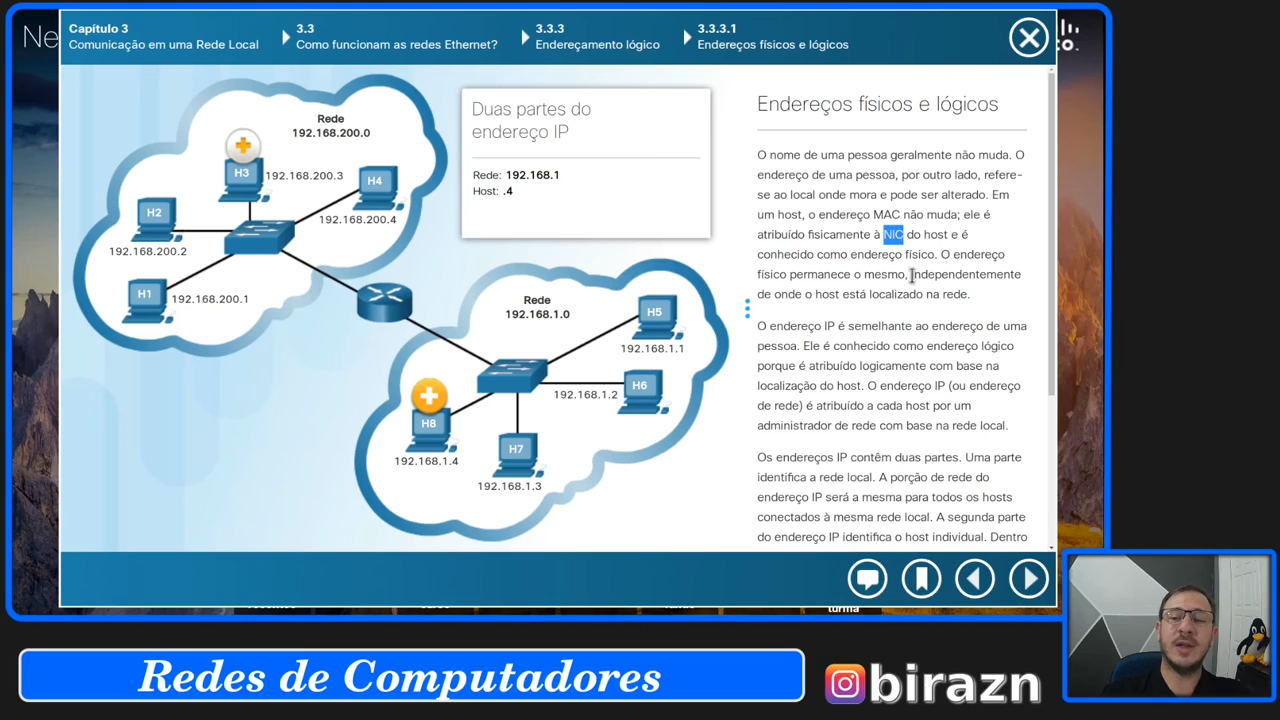 Ne
Capítulo 3
Comunicação em uma Rede Local
3.3
Como funcionam as redes Ethernet?
3.3.3
Endereçamento lógico
3.3.3.1
Endereços físicos e lógicos
Rede
192.168.200.0
H3
192.168.200.3
H4
192.168.200.4
H2
192.168.200.2
H1
192.168.200.1
Rede
192.168.1.0
H5
192.168.1.1
H6
192.168.1.2
H8
192.168.1.4
H7
192.168.1.3
Duas partes do
endereço IP
Rede: 192.168.1
Host: .4
Endereços físicos e lógicos
O nome de uma pessoa geralmente não muda. O
endereço de uma pessoa, por outro lado, refere-
se ao local onde mora e pode ser alterado. Em
um host, o endereço MAC não muda; ele é
atribuído fisicamente à NIC do host e é
conhecido como endereço físico. O endereço
físico permanece o mesmo, independentemente
de onde o host está localizado na rede.
O endereço IP é semelhante ao endereço de uma
pessoa. Ele é conhecido como endereço lógico
porque é atribuído logicamente com base na
localização do host. O endereço IP (ou endereço
de rede) é atribuído a cada host por um
administrador de rede com base na rede local.
Os endereços IP contêm duas partes. Uma parte
identifica a rede local. A porção de rede do
endereço IP será a mesma para todos os hosts
conectados à mesma rede local. A segunda parte
do endereço IP identifica o host individual. Dentro
turma
Redes de Computadores
birazn